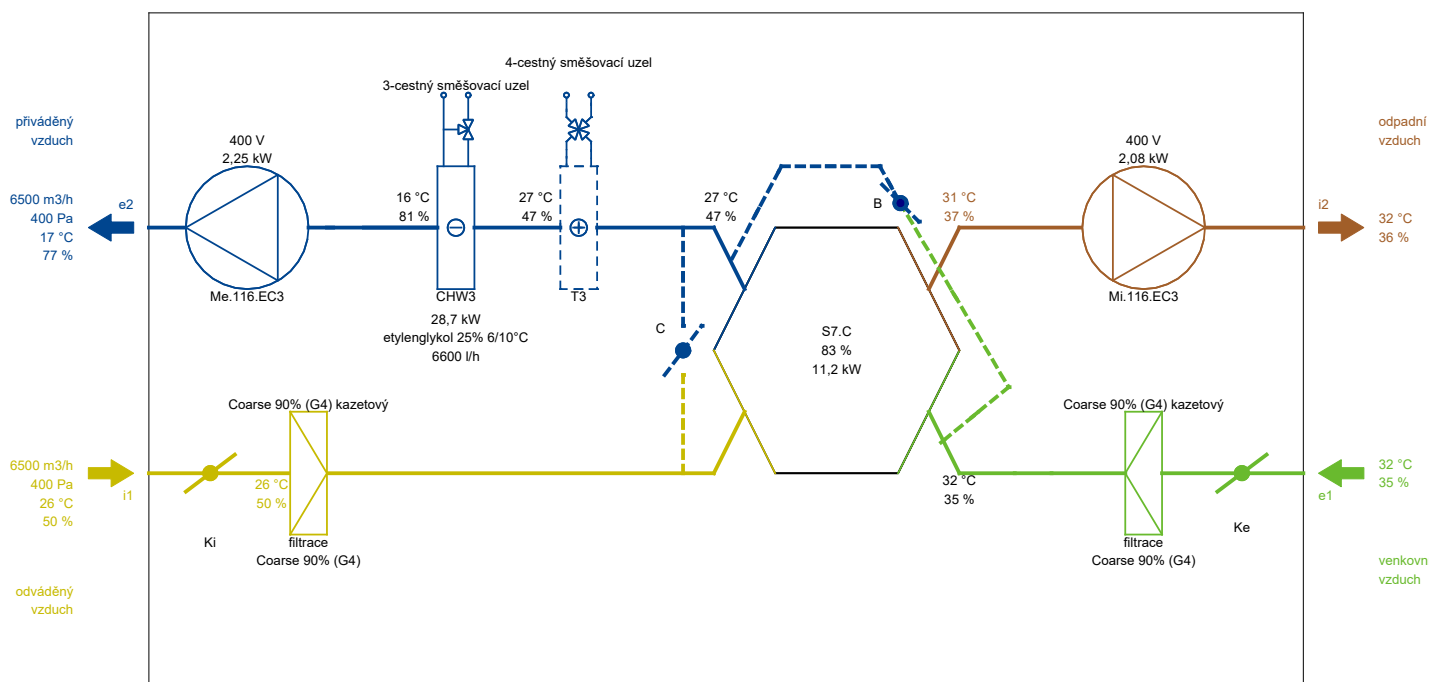 4-cestný směšovací uzel
3-cestný směšovací uzel
přiváděný
vzduch
400 V
2,25 kW
400 V
2,08 kW
odpadní
vzduch
6500 m3/h
400 Pa
17 °C
77 %
e2
16 °C
81 %
27 °C
47 %
27 °C
47 %
B
31 °C
37 %
i2
32 °C
36 %
Me.116.EC3
CHW3
T3
Mi.116.EC3
28,7 kW
etylenglykol 25% 6/10°C
6600 l/h
C
S7.C
83 %
11,2 kW
Coarse 90% (G4) kazetový
Coarse 90% (G4) kazetový
6500 m3/h
400 Pa
26 °C
50 %
i1
26 °C
50 %
32 °C
35 %
32 °C
35 %
e1
Ki
filtrace
Coarse 90% (G4)
filtrace
Coarse 90% (G4)
Ke
odváděný
vzduch
venkovn
vzduch